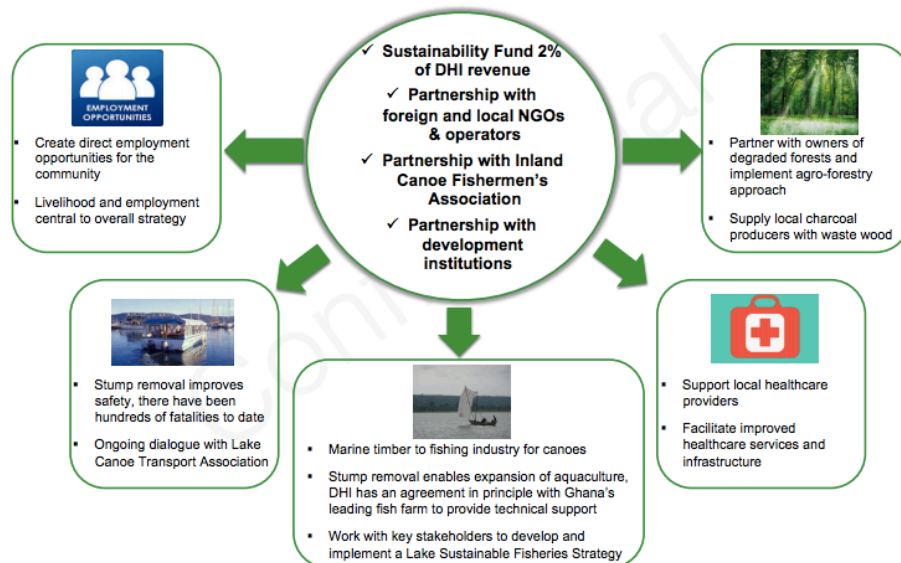 ✓ Sustainability Fund 2%
of DHI revenue
✓ Partnership with
foreign and local NGOs
& operators
✓ Partnership with Inland
Canoe Fishermen's
Association
✓ Partnership with
development
institutions
EMPLOYMENT
OPPORTUNITIES
▪ Create direct employment
opportunities for the
community
▪ Livelihood and employment
central to overall strategy
▪ Partner with owners of
degraded forests and
implement agro-forestry
approach
▪ Supply local charcoal
producers with waste wood
▪ Stump removal improves
safety, there have been
hundreds of fatalities to date
▪ Ongoing dialogue with Lake
Canoe Transport Association
▪ Marine timber to fishing industry for canoes
▪ Stump removal enables expansion of aquaculture,
DHI has an agreement in principle with Ghana's
leading fish farm to provide technical support
▪ Work with key stakeholders to develop and
implement a Lake Sustainable Fisheries Strategy
▪ Support local healthcare
providers
▪ Facilitate improved
healthcare services and
infrastructure